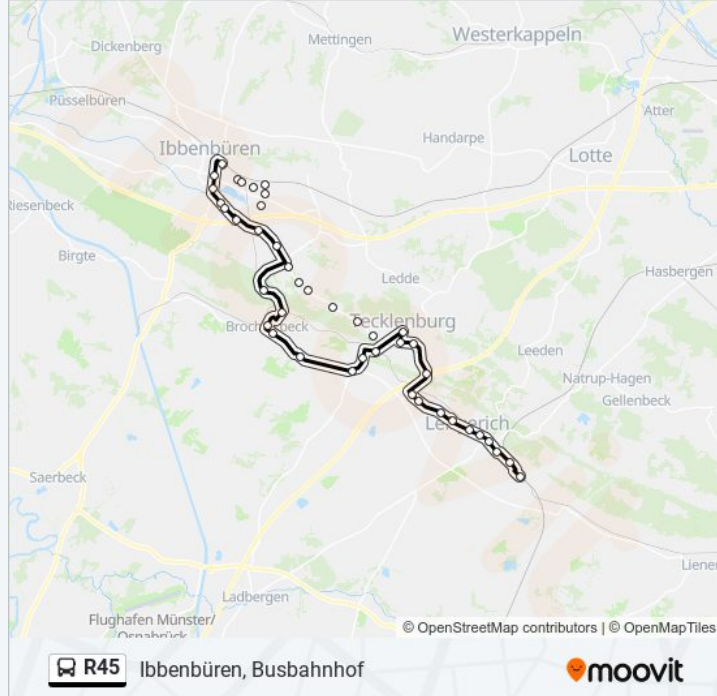 Dickenberg
Mettingen
Westerkappeln
Püsselbüren
Atter
Handarpe
Ibbenbüren
Lotte
Riesenbeck
Birgte
Ledde
Hasbergen
Tecklenburg
Brochterbeck
Leeden
Natrup-Hagen
Gellenbeck
Lengerich
Saerbeck
Liener
Ladbergen
Flughafen Münster/
Osnabrück
© OpenStreetMap contributors | © OpenMapTiles
R45 Ibbenbüren, Busbahnhof
moovit